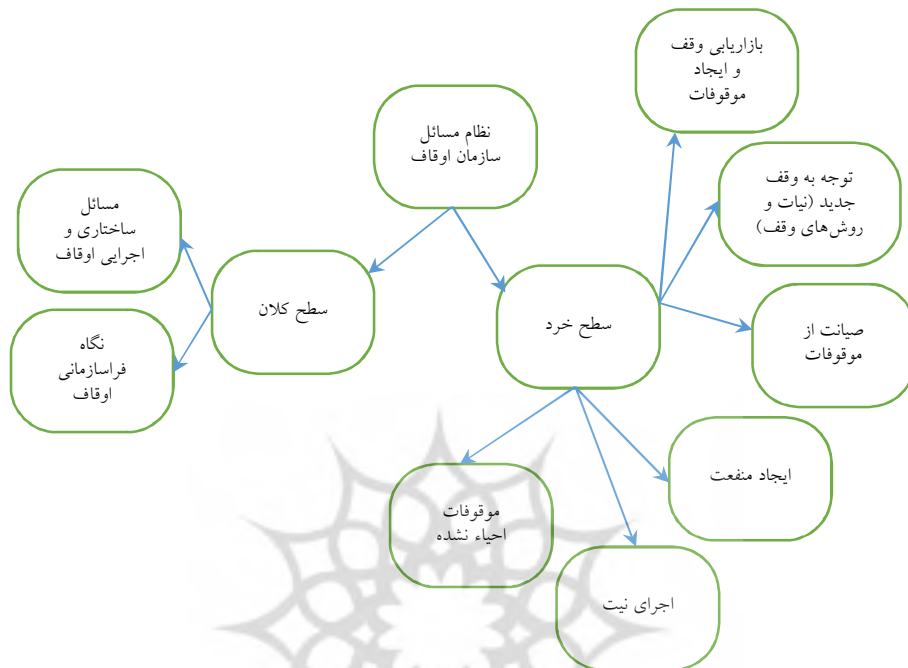 بازاریابی وقف
و ایجاد
موقوفات
نظام مسائل
سازمان اوقاف
توجه به وقف
جدید (نیات و
روش‌های وقف)
مسائل
ساختاری و
اجرایی اوقاف
سطح کلان
سطح خرد
صیانت از
موقوفات
نگاه
فراسازمانی
اوقاف
ایجاد منفعت
موقوفات
احیاء نشده
اجرای نیت